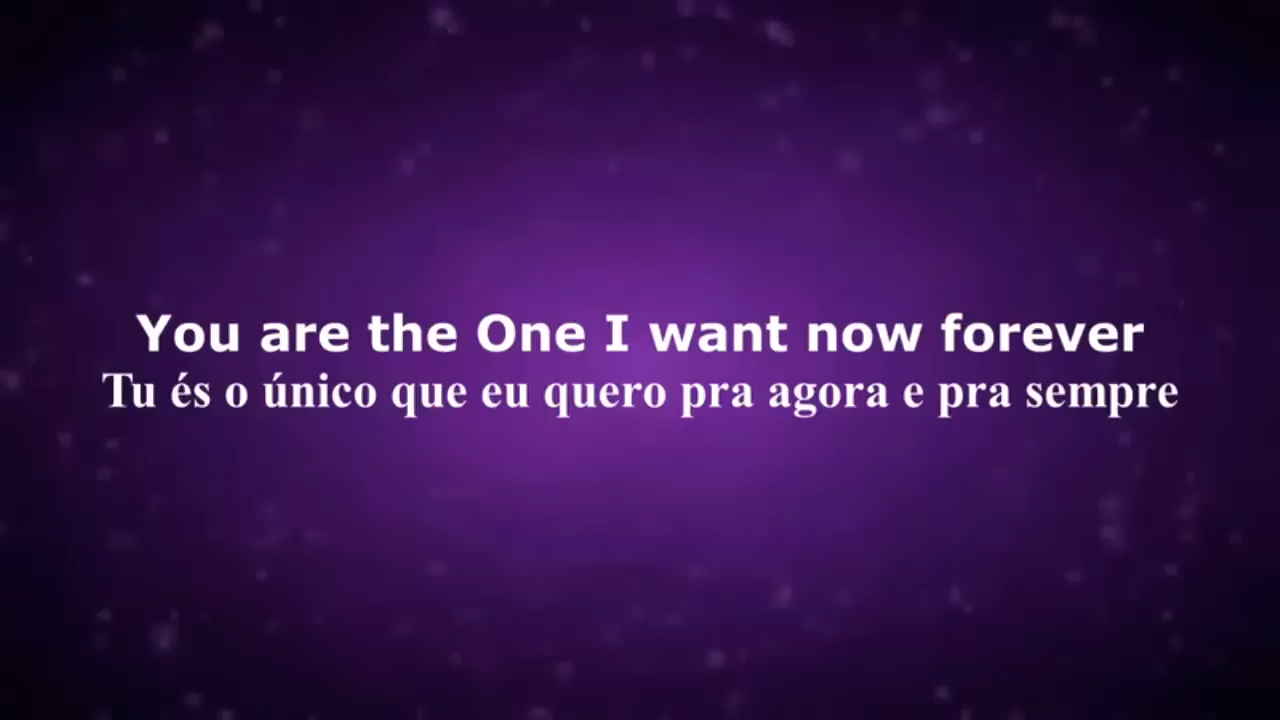 You are the One I want now forever
Tu és o único que eu quero pra agora e pra sempre